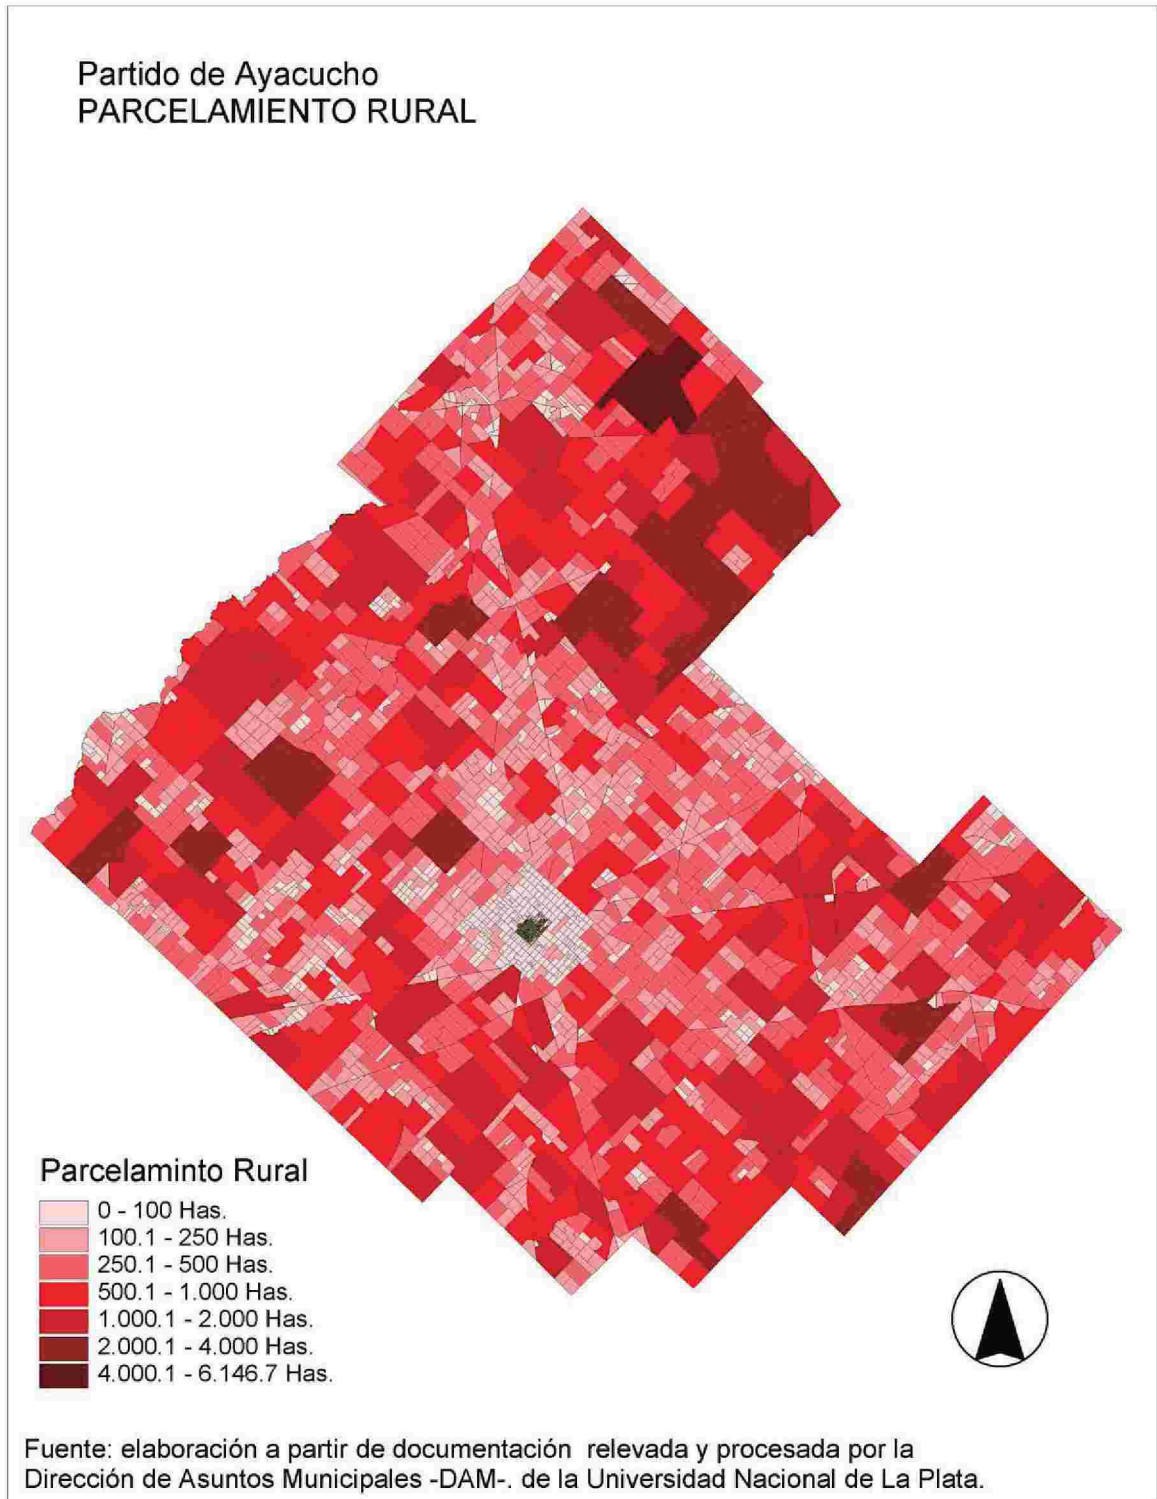 Partido de Ayacucho
PARCELAMIENTO RURAL
Parcelaminto Rural
0 - 100 Has.
100.1 - 250 Has.
250.1 - 500 Has.
500.1 - 1.000 Has.
1.000.1 - 2.000 Has.
2.000.1 - 4.000 Has.
4.000.1 - 6.146.7 Has.
Fuente: elaboración a partir de documentación relevada y procesada por la
Dirección de Asuntos Municipales -DAM-. de la Universidad Nacional de La Plata.